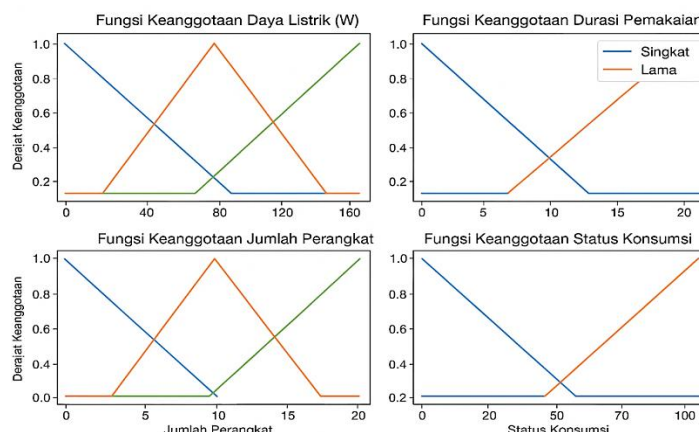 Fungsi Keanggotaan Daya Listrik (W)
Derajat Keanggotaan
1.0
0.8
0.6
0.4
0.2
0 40 80 120 160
Fungsi Keanggotaan Durasi Pemakaian
Singkat
Lama
1.0
0.8
0.6
0.4
0.2
0 5 10 15 20
Fungsi Keanggotaan Jumlah Perangkat
Derajat Keanggotaan
1.0
0.8
0.6
0.4
0.0
0 5 10 15 20
Jumlah Perangkat
Fungsi Keanggotaan Status Konsumsi
1.0
0.8
0.6
0.4
0.2
0 20 50 70 100
Status Konsumsi